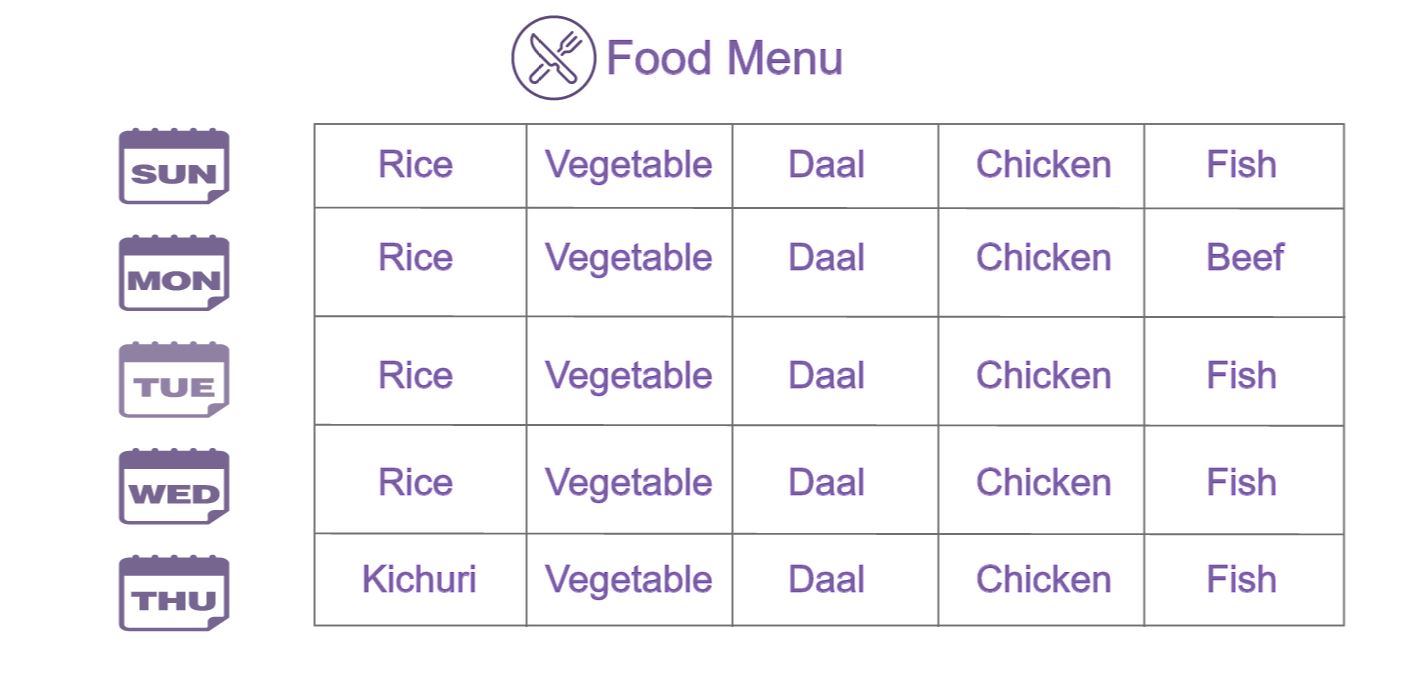 Food Menu
SUN Rice Vegetable Daal Chicken Fish
MON Rice Vegetable Daal Chicken Beef
TUE Rice Vegetable Daal Chicken Fish
WED Rice Vegetable Daal Chicken Fish
THU Kichuri Vegetable Daal Chicken Fish